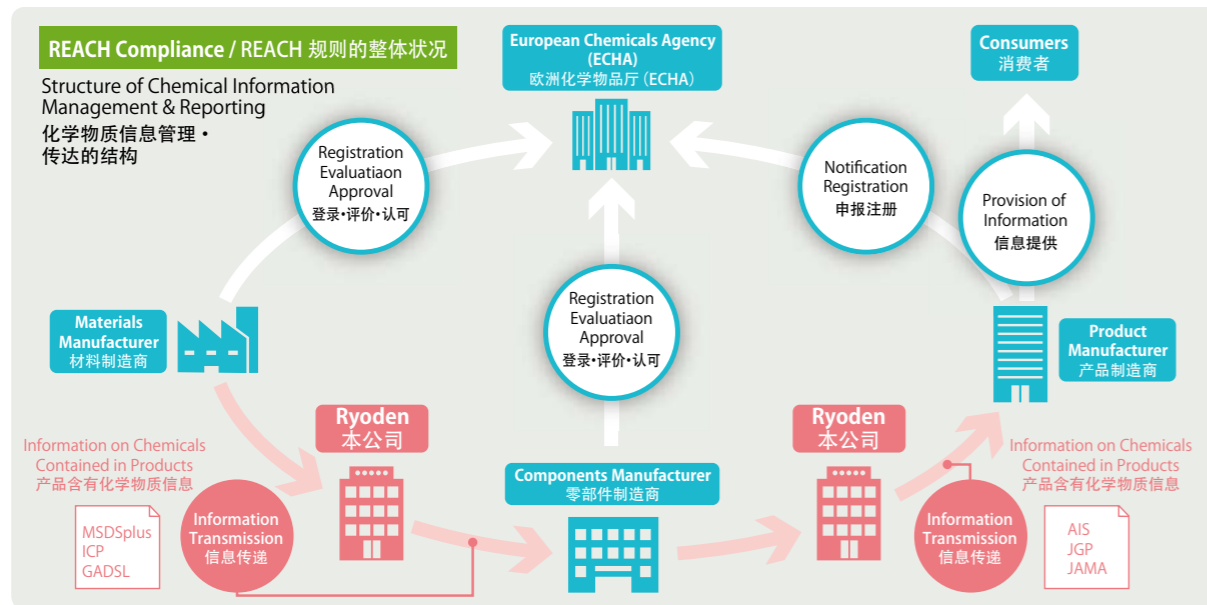 REACH Compliance / REACH 规则的整体状况
Structure of Chemical Information
Management & Reporting
化学物质信息管理・
传达的结构
European Chemicals Agency
(ECHA)
欧洲化学物品厅(ECHA)
Consumers
消费者
Registration
Evaluatiaon
Approval
登录・评价・认可
Notification
Registration
申报注册
Provision of
Information
信息提供
Registration
Evaluatiaon
Approval
登录・评价・认可
Materials
Manufacturer
材料制造商
Product
Manufacturer
产品制造商
Ryoden
本公司
Ryoden
本公司
Information on Chemicals
Contained in Products
产品含有化学物质信息
MSDSplus
ICP
GADSL
Information
Transmission
信息传递
Components Manufacturer
零部件制造商
Information on Chemicals
Contained in Products
产品含有化学物质信息
Information
Transmission
信息传递
AIS
JGP
JAMA